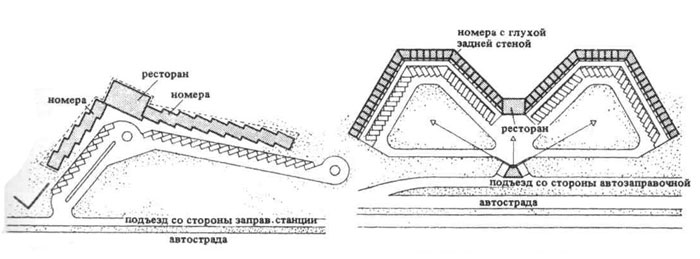 ресторан
номера
номера
подъезд со стороны заправ.станции
автострада
номера с глухой
задней стеной
ресторан
подъезд со стороны автозаправочной
автострада